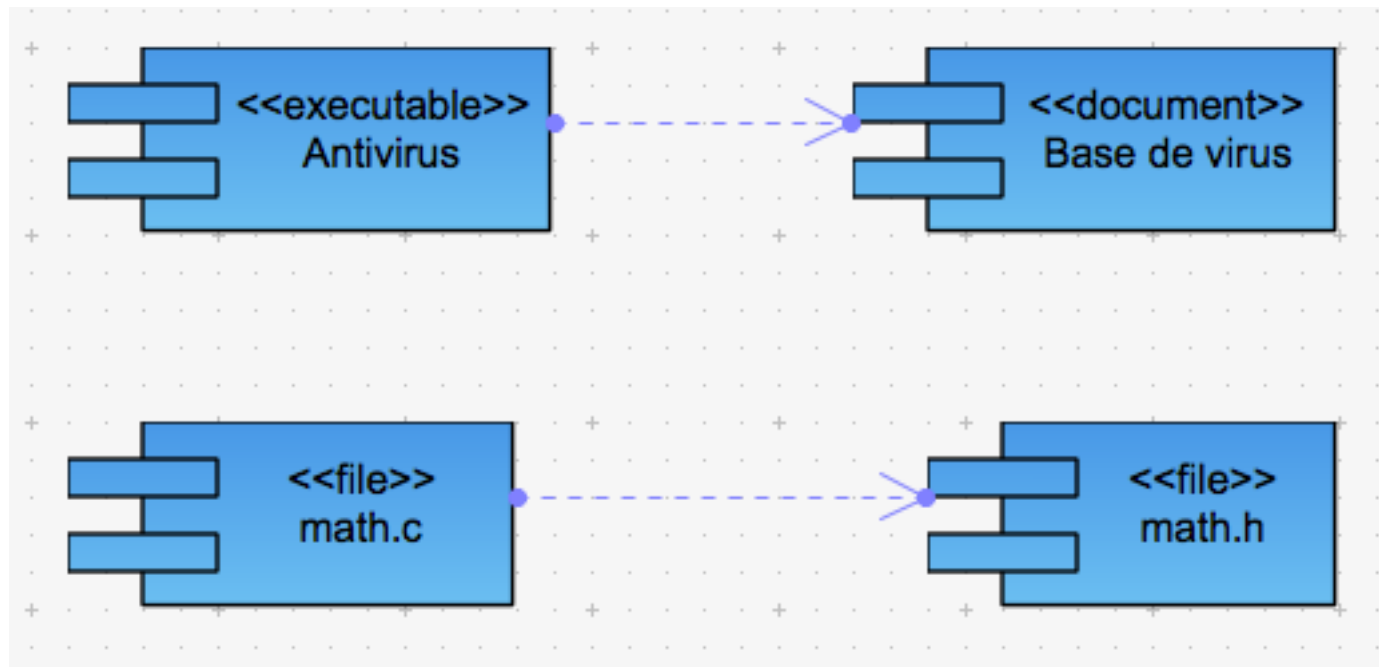 <<executable>>
Antivirus
<<document>>
Base de virus
<<file>>
math.c
<<file>>
math.h